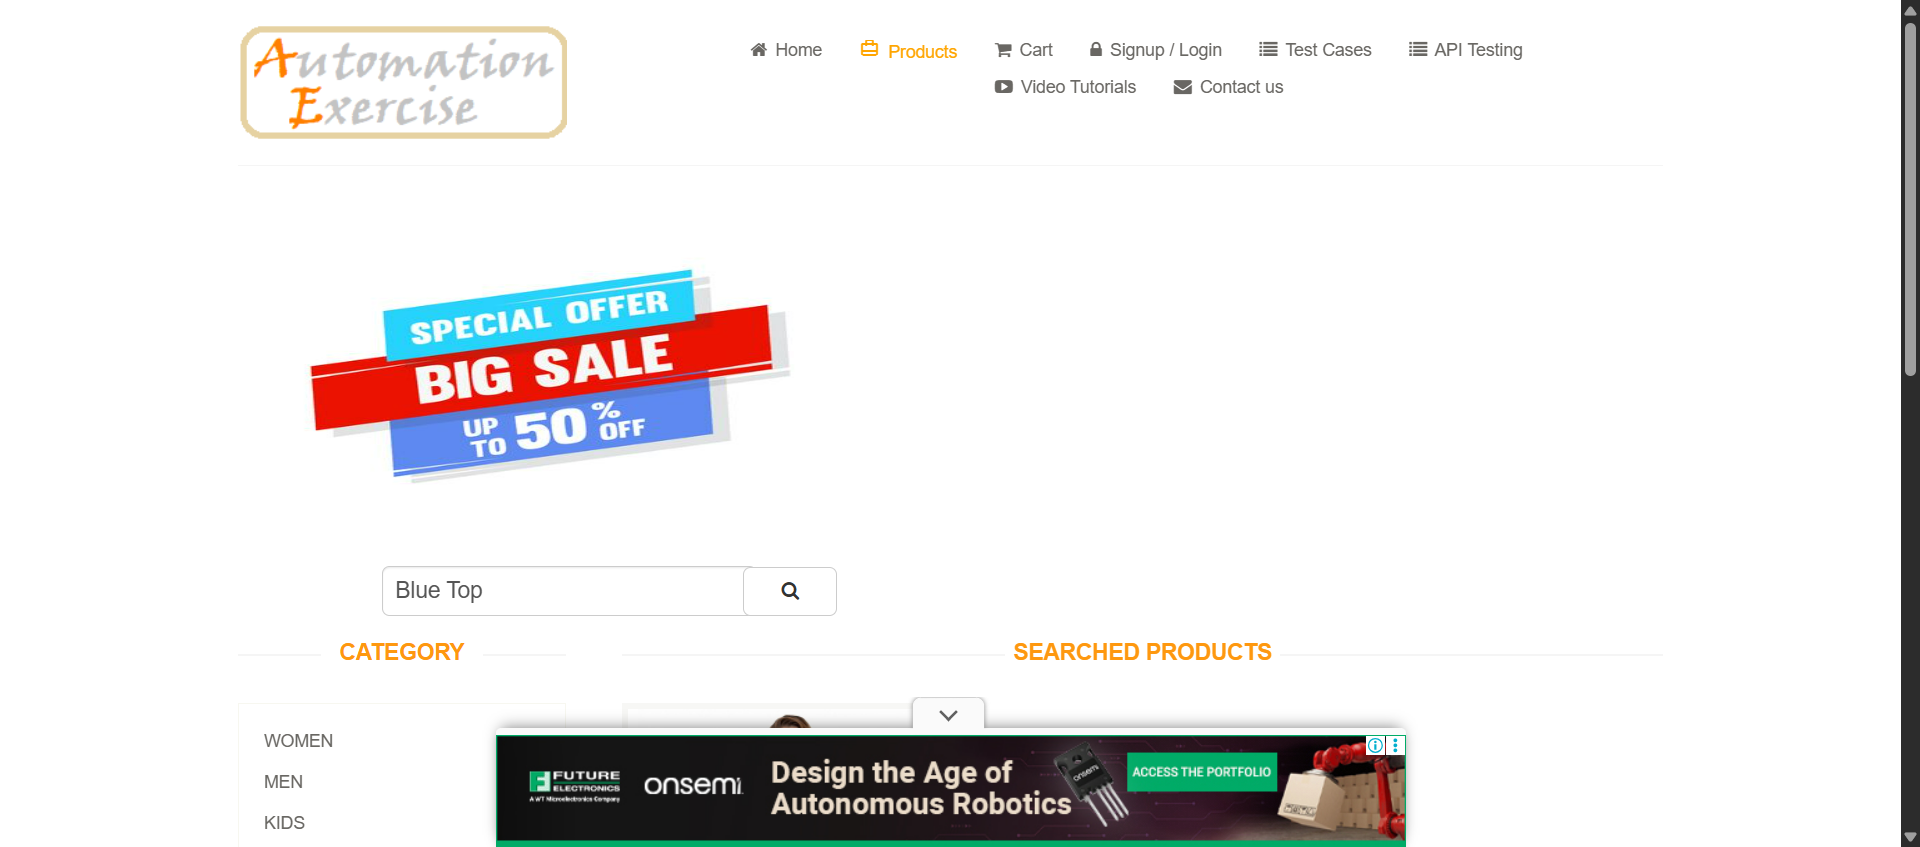 Automation
Exercise
Home
Products
Cart
Signup / Login
Test Cases
API Testing
Video Tutorials
Contact us
SPECIAL OFFER
BIG SALE
UP TO 50% OFF
Blue Top
CATEGORY
SEARCHED PRODUCTS
WOMEN
MEN
KIDS
FUTURE
ELECTRONICS
A WT Microelectronics Company
onsemi
Design the Age of
Autonomous Robotics
onsemi
ACCESS THE PORTFOLIO